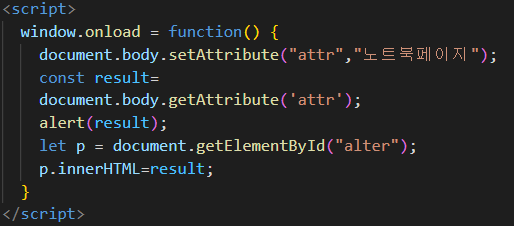 <script>
window.onload = function() {
document.body.setAttribute("attr","노트북페이지");
const result=
document.body.getAttribute('attr');
alert(result);
let p = document.getElementById("alter");
p.innerHTML=result;
}
</script>